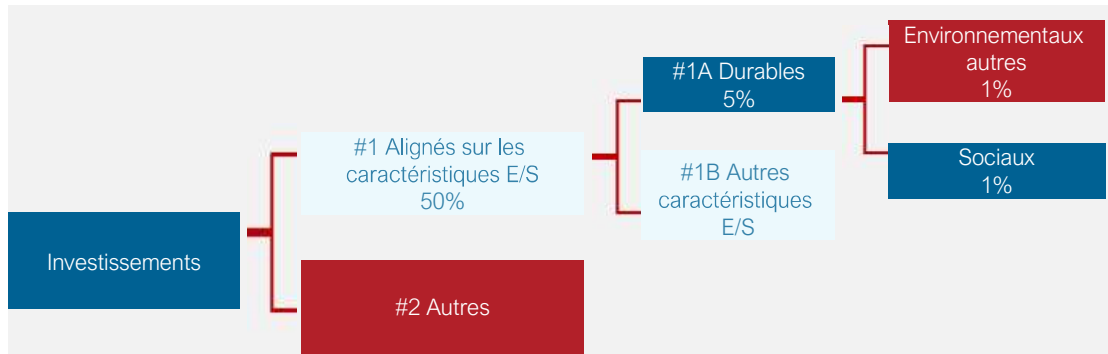 Investissements
#1 Alignés sur les
caractéristiques E/S
50%
#2 Autres
#1A Durables
5%
#1B Autres
caractéristiques
E/S
Environnementaux
autres
1%
Sociaux
1%